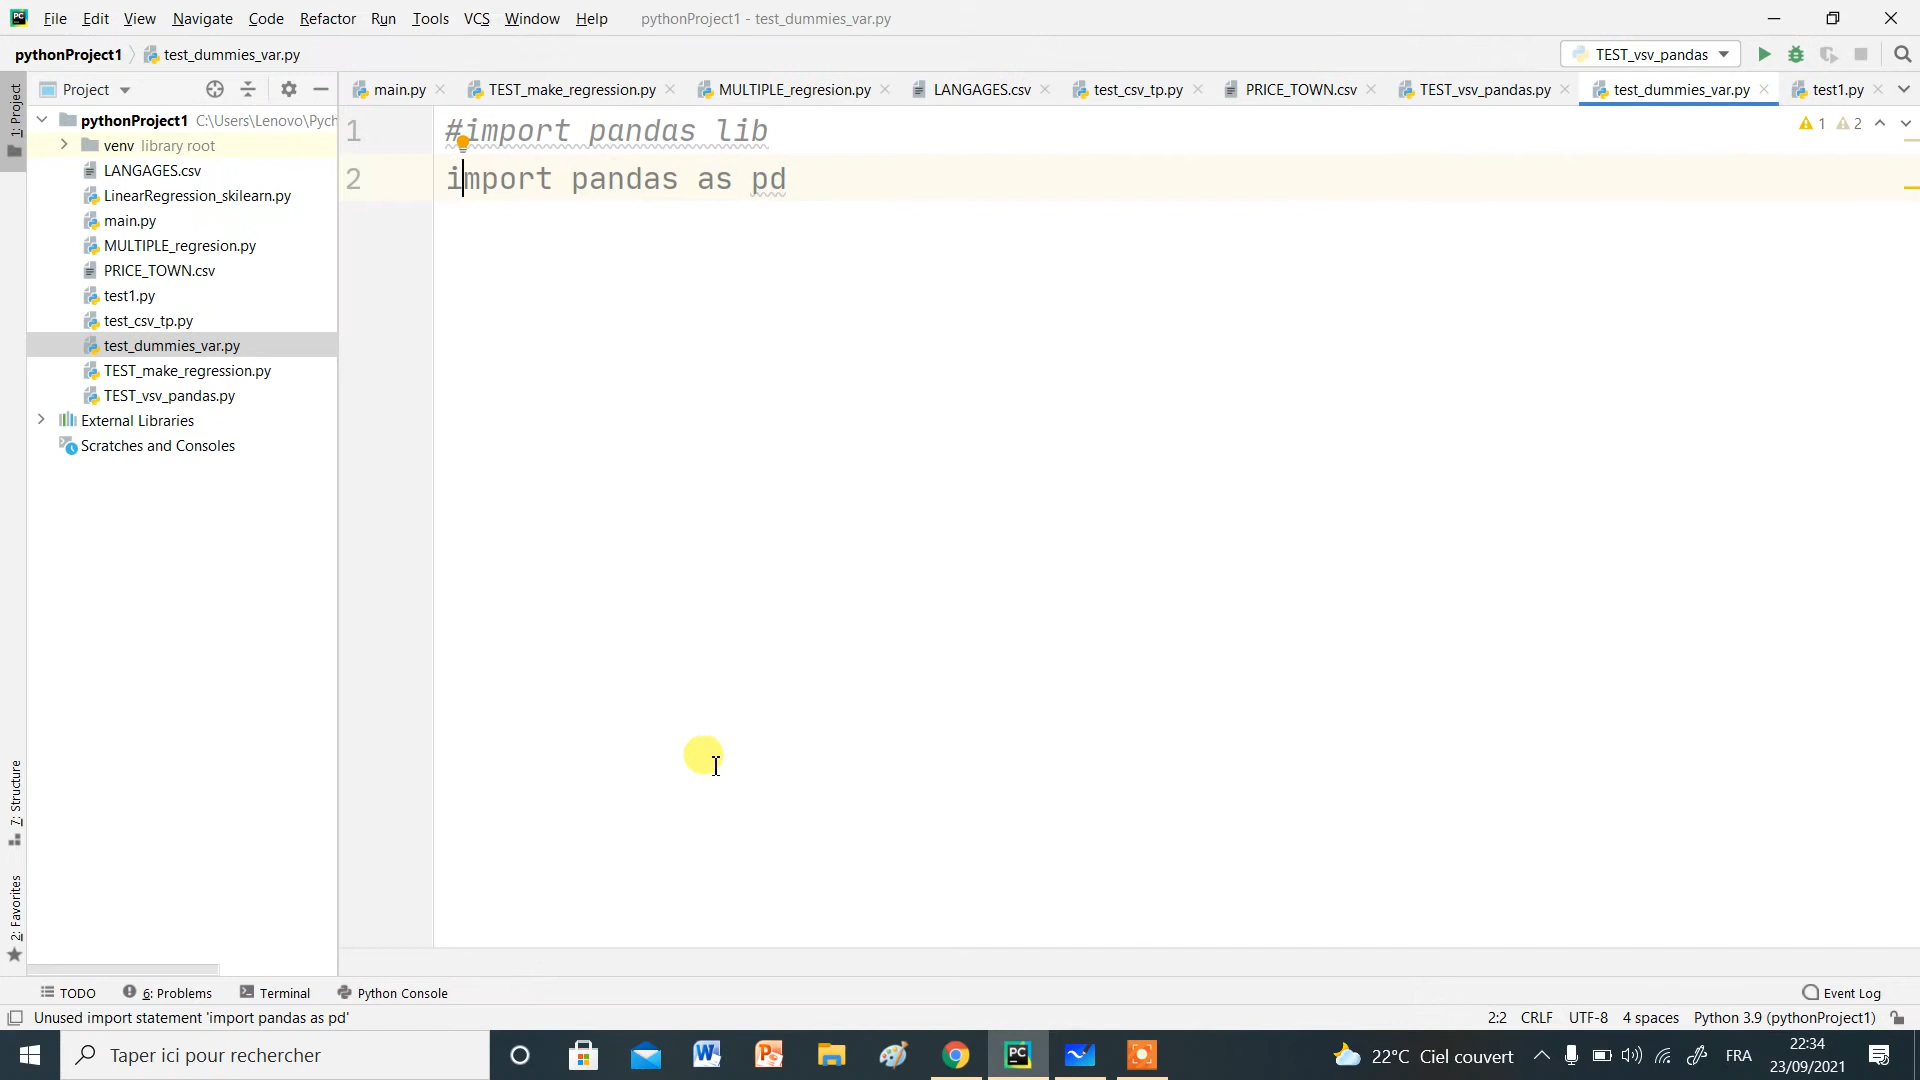 File Edit View Navigate Code Refactor Run Tools VCS Window Help pythonProject1 - test_dummies_var.py
pythonProject1 test_dummies_var.py TEST_vsv_pandas
Project main.py TEST_make_regression.py MULTIPLE_regresion.py LANGAGES.csv test_csv_tp.py PRICE_TOWN.csv TEST_vsv_pandas.py test_dummies_var.py test1.py
1: Project
pythonProject1 C:\Users\Lenovo\Pych
venv library root
LANGAGES.csv
LinearRegression_skilearn.py
main.py
MULTIPLE_regresion.py
PRICE_TOWN.csv
test1.py
test_csv_tp.py
test_dummies_var.py
TEST_make_regression.py
TEST_vsv_pandas.py
External Libraries
Scratches and Consoles
1 #import pandas lib
2 import pandas as pd
1 2
7: Structure
2: Favorites
TODO 6: Problems Terminal Python Console Event Log
Unused import statement 'import pandas as pd' 2:2 CRLF UTF-8 4 spaces Python 3.9 (pythonProject1)
Taper ici pour rechercher 22°C Ciel couvert FRA 22:34
23/09/2021